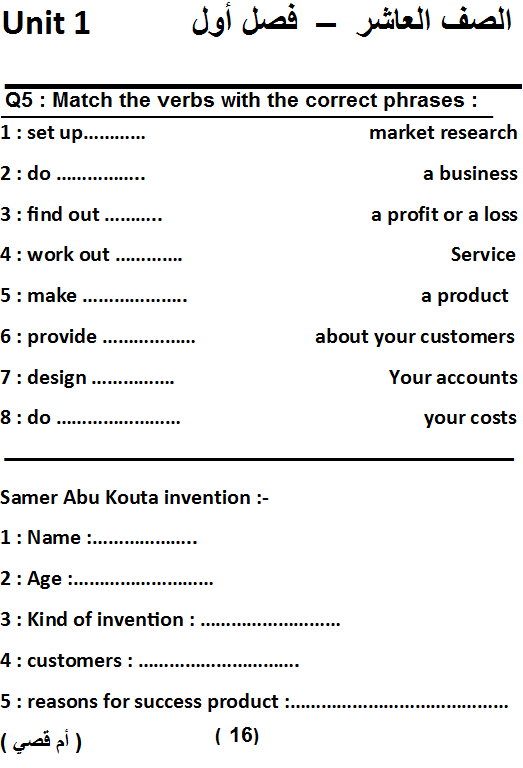 Unit 1 الصف العاشر – فصل أول
Q5 : Match the verbs with the correct phrases :
1 : set up............ market research
2 : do ................. a business
3 : find out ........... a profit or a loss
4 : work out ............. Service
5 : make .................... a product
6 : provide .................. about your customers
7 : design ................ Your accounts
8 : do ........................ your costs
Samer Abu Kouta invention :-
1 : Name :....................
2 : Age :...........................
3 : Kind of invention : ...........................
4 : customers : ...............................
5 : reasons for success product :..........................................
( أم قصي ) ( 16)